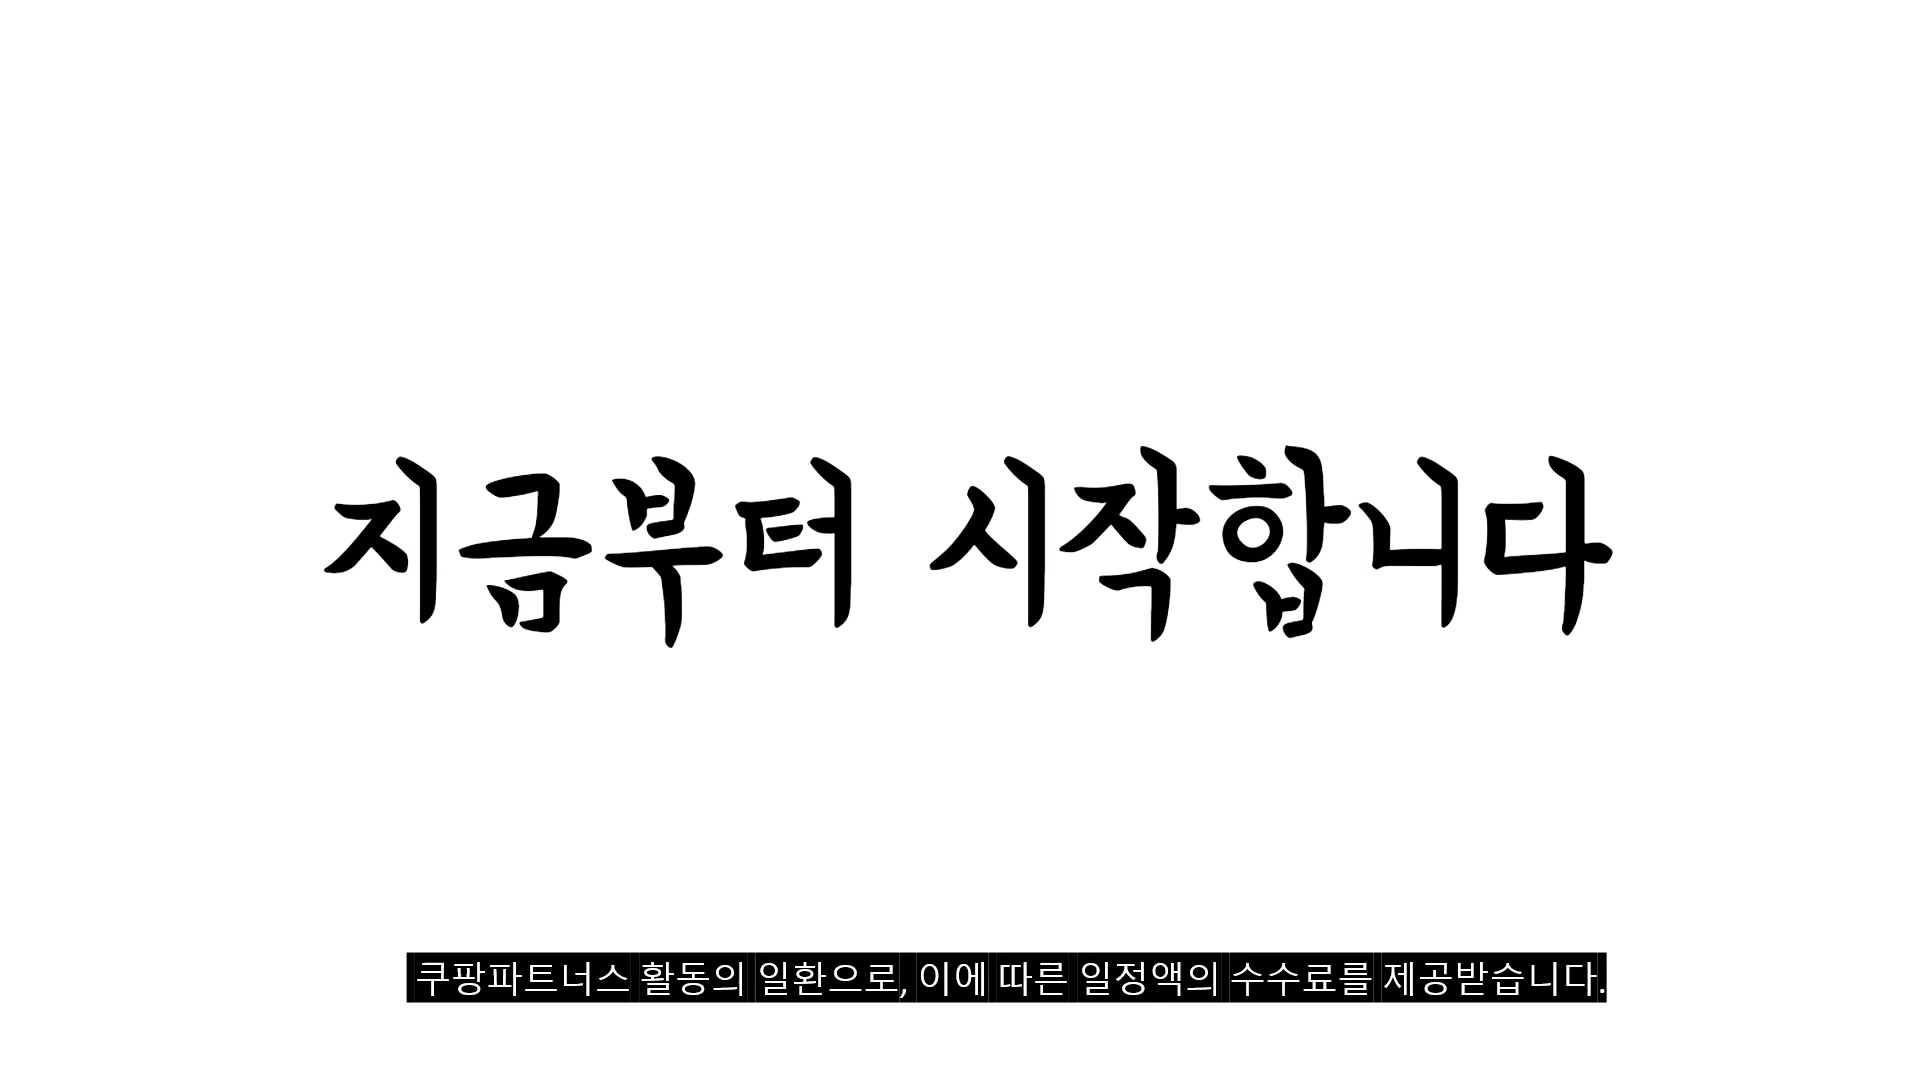 지금부터 시작합니다
쿠팡파트너스 활동의 일환으로, 이에 따른 일정액의 수수료를 제공받습니다.